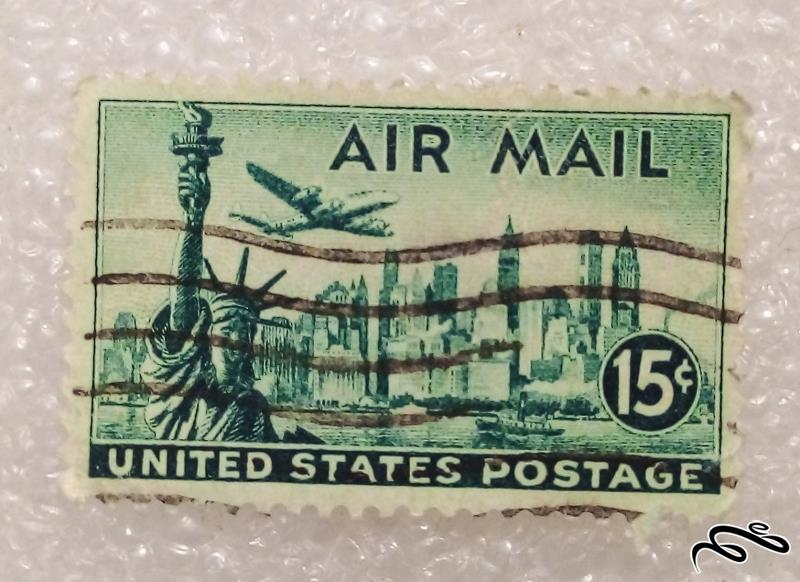 AIR MAIL
15¢
UNITED STATES POSTAGE